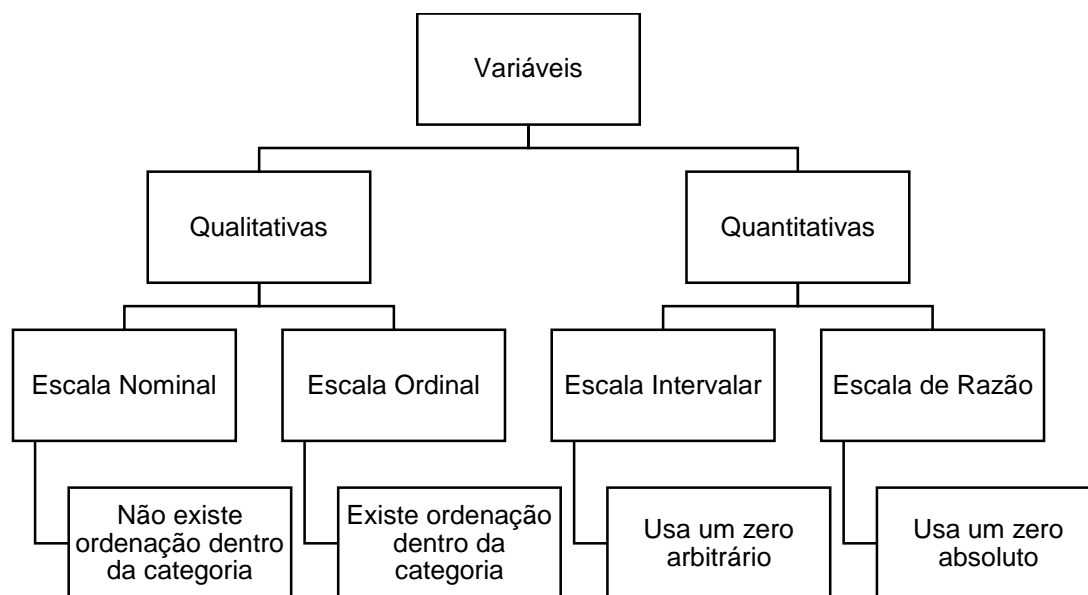 Variáveis
Qualitativas
Quantitativas
Escala Nominal
Escala Ordinal
Escala Intervalar
Escala de Razão
Não existe
ordenação dentro
da categoria
Existe ordenação
dentro da
categoria
Usa um zero
arbitrário
Usa um zero
absoluto